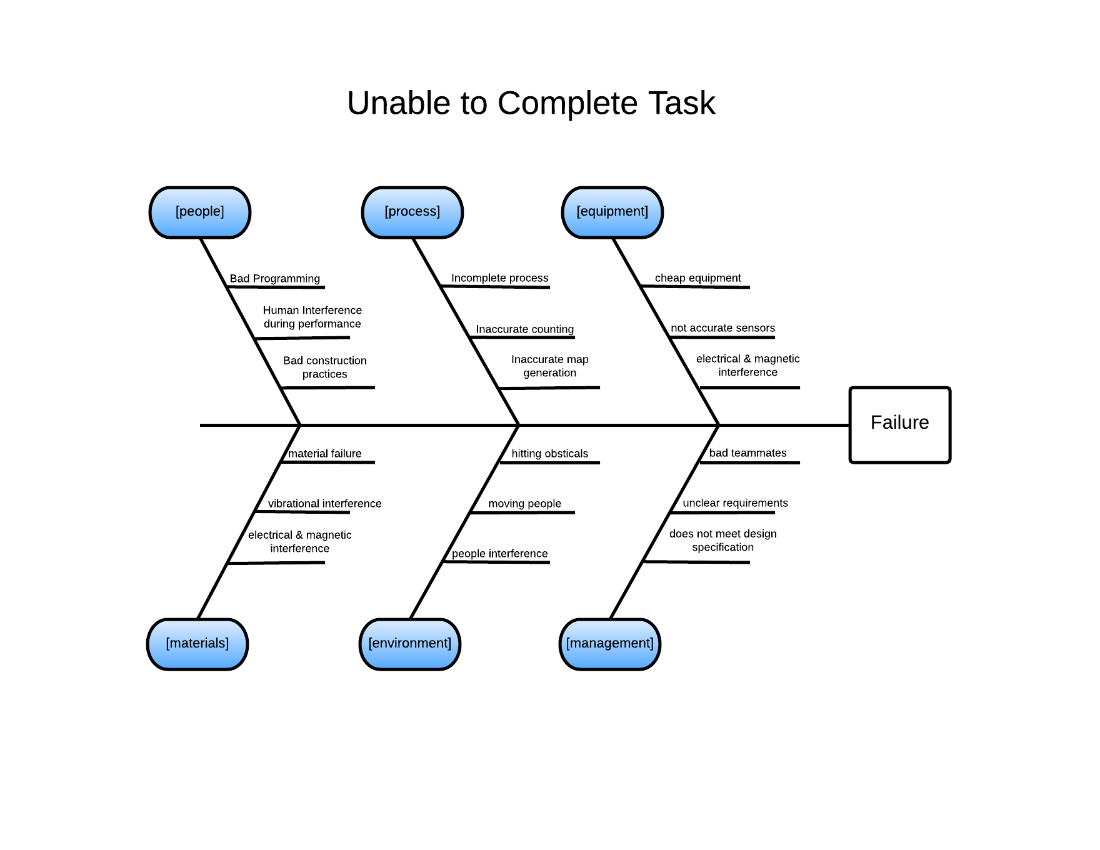 Unable to Complete Task
[people]
[process]
[equipment]
Bad Programming
Human Interference
during performance
Bad construction
practices
Incomplete process
Inaccurate counting
Inaccurate map
generation
cheap equipment
not accurate sensors
electrical & magnetic
interference
Failure
material failure
vibrational interference
electrical & magnetic
interference
hitting obsticals
moving people
people interference
bad teammates
unclear requirements
does not meet design
specification
[materials]
[environment]
[management]